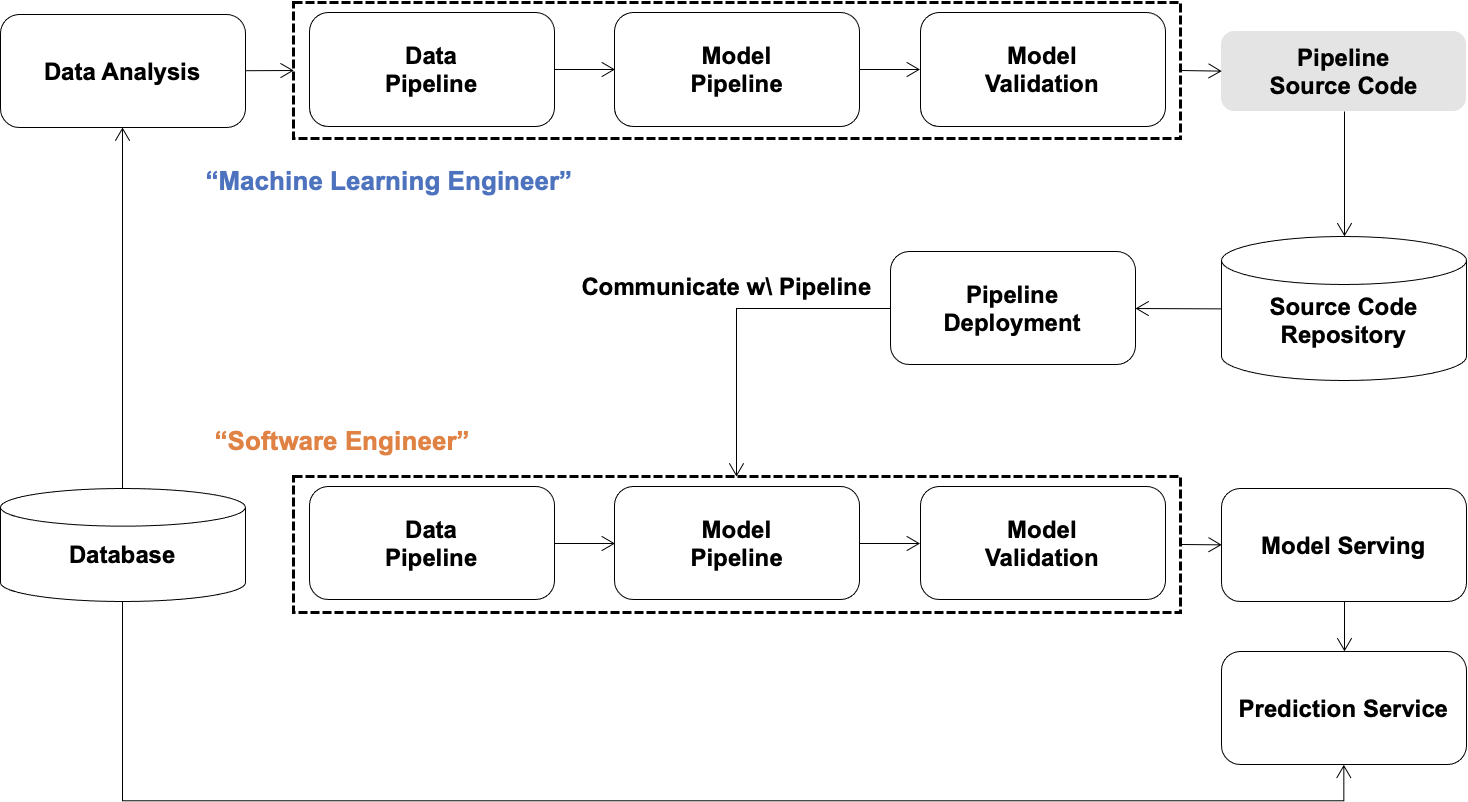 Data Analysis
Data
Pipeline
Model
Pipeline
Model
Validation
Pipeline
Source Code
“Machine Learning Engineer”
Communicate w\ Pipeline
Pipeline
Deployment
Source Code
Repository
“Software Engineer”
Database
Data
Pipeline
Model
Pipeline
Model
Validation
Model Serving
Prediction Service